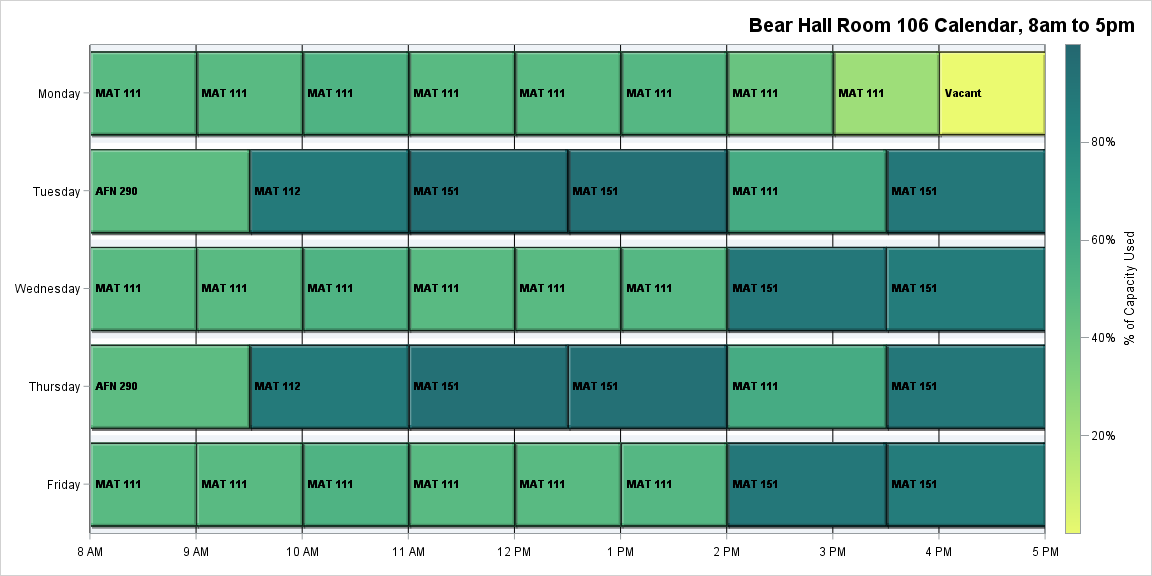 Bear Hall Room 106 Calendar, 8am to 5pm
Monday
MAT 111 MAT 111 MAT 111 MAT 111 MAT 111 MAT 111 MAT 111 MAT 111 Vacant
Tuesday
AFN 290 MAT 112 MAT 151 MAT 151 MAT 111 MAT 151
Wednesday
MAT 111 MAT 111 MAT 111 MAT 111 MAT 111 MAT 111 MAT 151 MAT 151
Thursday
AFN 290 MAT 112 MAT 151 MAT 151 MAT 111 MAT 151
Friday
MAT 111 MAT 111 MAT 111 MAT 111 MAT 111 MAT 111 MAT 151 MAT 151
8 AM 9 AM 10 AM 11 AM 12 PM 1 PM 2 PM 3 PM 4 PM 5 PM
80%
60%
40%
20%
% of Capacity Used